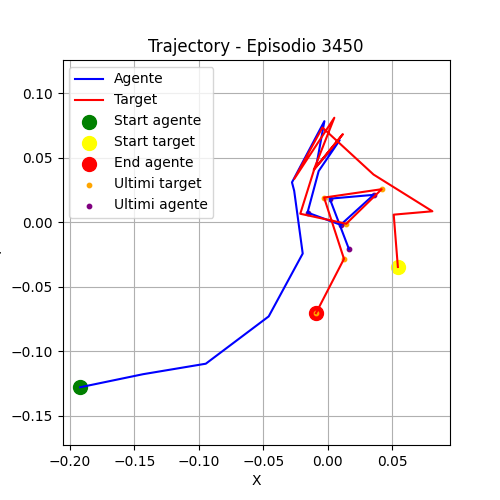 Trajectory - Episodio 3450
Agente
Target
Start agente
Start target
End agente
Ultimi target
Ultimi agente
0.10
0.05
0.00
−0.05
−0.10
−0.15
−0.20
−0.15
−0.10
−0.05
0.00
0.05
X